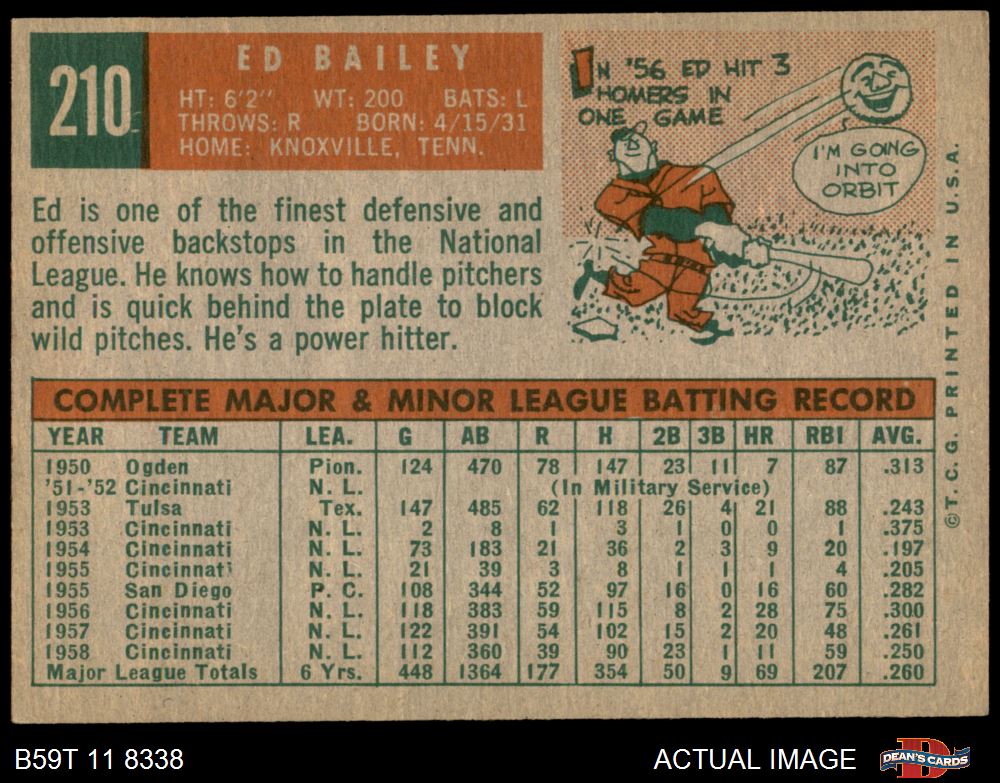 210
ED BAILEY
HT: 6'2" WT: 200 BATS: L
THROWS: R BORN: 4/15/31
HOME: KNOXVILLE, TENN.
IN '56 ED HIT 3
HOMERS IN
ONE GAME
I'M GOING
INTO
ORBIT
Ed is one of the finest defensive and
offensive backstops in the National
League. He knows how to handle pitchers
and is quick behind the plate to block
wild pitches. He's a power hitter.
COMPLETE MAJOR & MINOR LEAGUE BATTING RECORD
YEAR TEAM LEA. G AB R H 2B 3B HR RBI AVG.
1950 Ogden Pion. 124 470 78 147 23 11 7 87 .313
'51-'52 Cincinnati N. L. (In Military Service)
1953 Tulsa Tex. 147 485 62 118 26 4 21 88 .243
1953 Cincinnati N. L. 2 8 1 3 1 0 0 1 .375
1954 Cincinnati N. L. 73 183 21 36 2 3 9 20 .197
1955 Cincinnati N. L. 21 39 3 8 1 1 1 4 .205
1955 San Diego P. C. 108 344 52 97 16 0 16 60 .282
1956 Cincinnati N. L. 118 383 59 115 8 2 28 75 .300
1957 Cincinnati N. L. 122 391 54 102 15 2 20 48 .261
1958 Cincinnati N. L. 112 360 39 90 23 1 11 59 .250
Major League Totals 6 Yrs. 448 1364 177 354 50 9 69 207 .260
© T. C. G. PRINTED IN U.S.A.
B59T 11 8338
ACTUAL IMAGE
D
DEAN'S CARDS